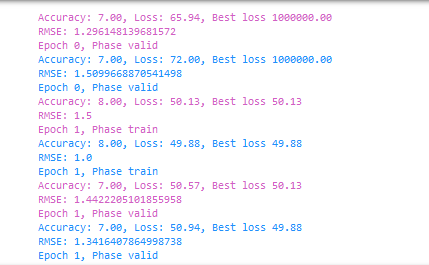 Accuracy: 7.00, Loss: 65.94, Best loss 1000000.00
RMSE: 1.296148139681572
Epoch 0, Phase valid
Accuracy: 7.00, Loss: 72.00, Best loss 1000000.00
RMSE: 1.5099668870541498
Epoch 0, Phase valid
Accuracy: 8.00, Loss: 50.13, Best loss 50.13
RMSE: 1.5
Epoch 1, Phase train
Accuracy: 8.00, Loss: 49.88, Best loss 49.88
RMSE: 1.0
Epoch 1, Phase train
Accuracy: 7.00, Loss: 50.57, Best loss 50.13
RMSE: 1.4422205101855958
Epoch 1, Phase valid
Accuracy: 7.00, Loss: 50.94, Best loss 49.88
RMSE: 1.3416407864998738
Epoch 1, Phase valid